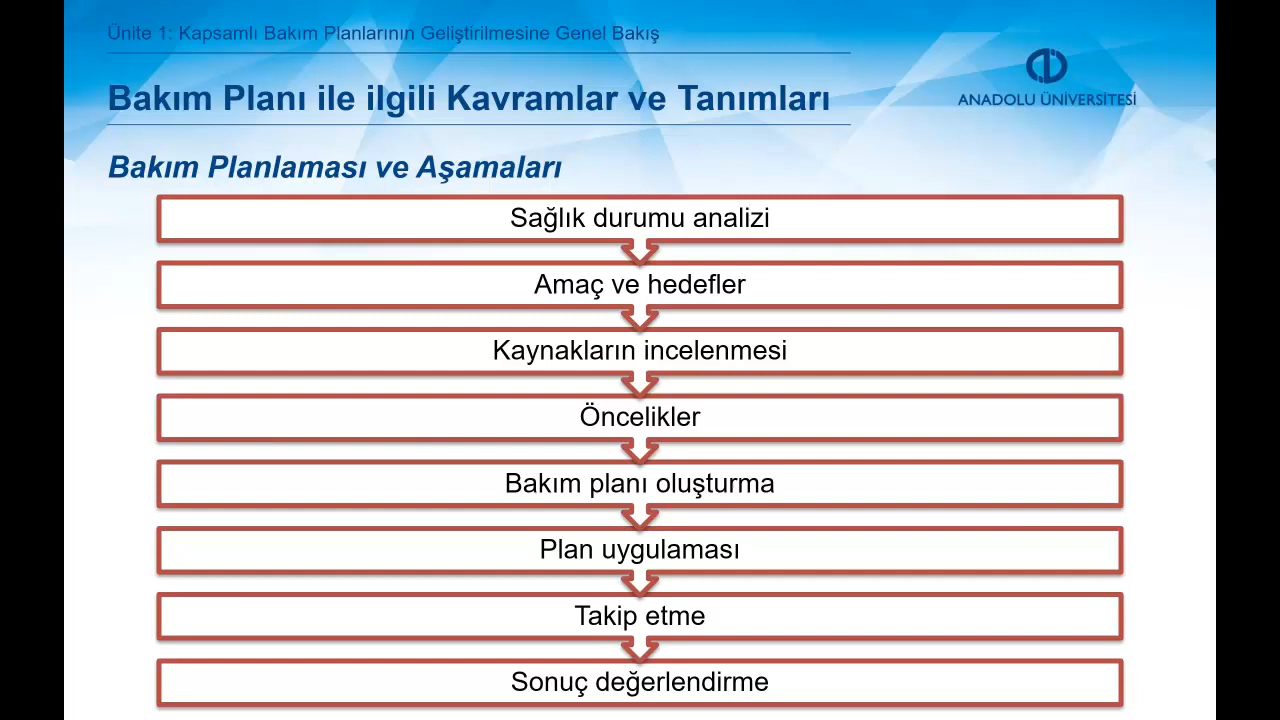 Ünite 1: Kapsamlı Bakım Planlarının Geliştirilmesine Genel Bakış
Bakım Planı ile ilgili Kavramlar ve Tanımları
ANADOLU ÜNİVERSİTESİ
Bakım Planlaması ve Aşamaları
Sağlık durumu analizi
Amaç ve hedefler
Kaynakların incelenmesi
Öncelikler
Bakım planı oluşturma
Plan uygulaması
Takip etme
Sonuç değerlendirme